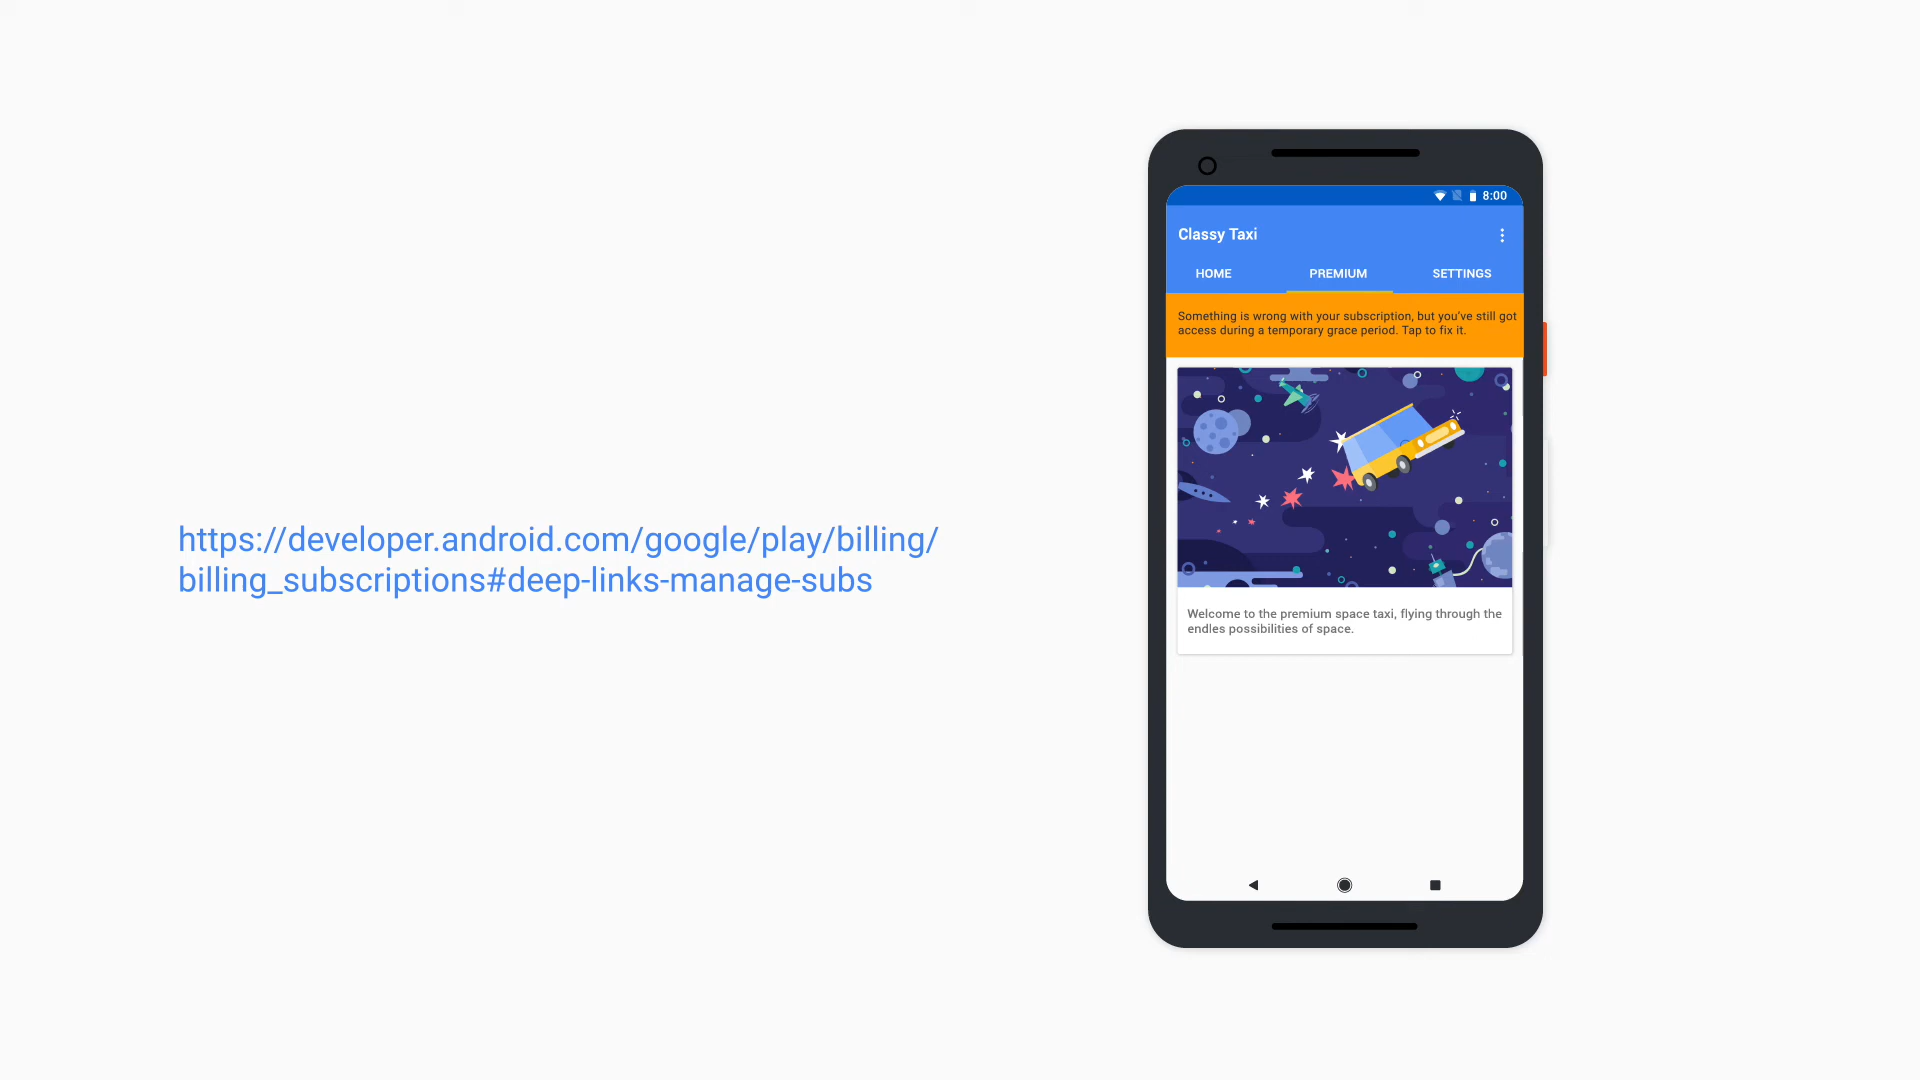 https://developer.android.com/google/play/billing/
billing_subscriptions#deep-links-manage-subs
8:00
Classy Taxi
HOME PREMIUM SETTINGS
Something is wrong with your subscription, but you've still got
access during a temporary grace period. Tap to fix it.
Welcome to the premium space taxi, flying through the
endles possibilities of space.